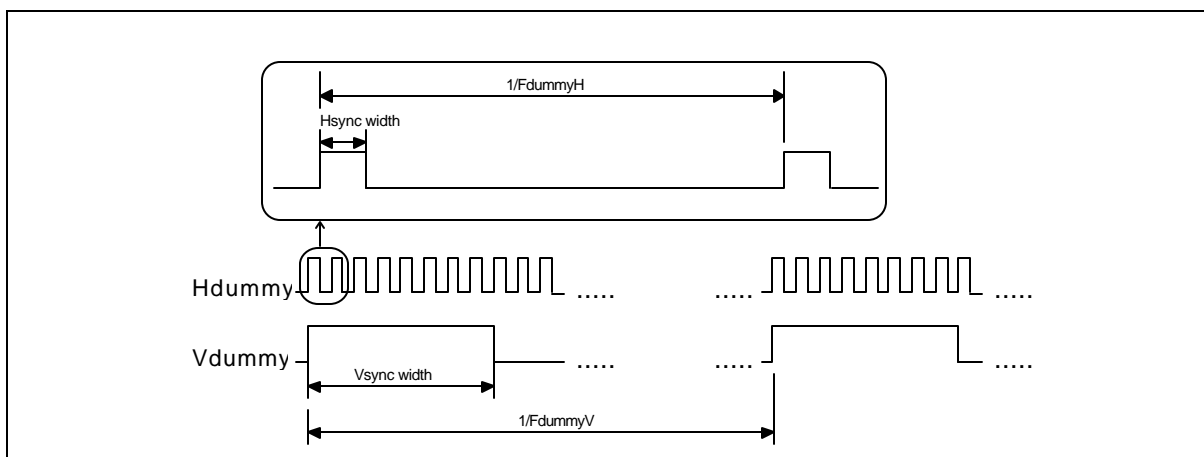 1/FdummyH
Hsync width
Hdummy ..... ..... .....
Vdummy ..... ..... .....
Vsync width
1/FdummyV